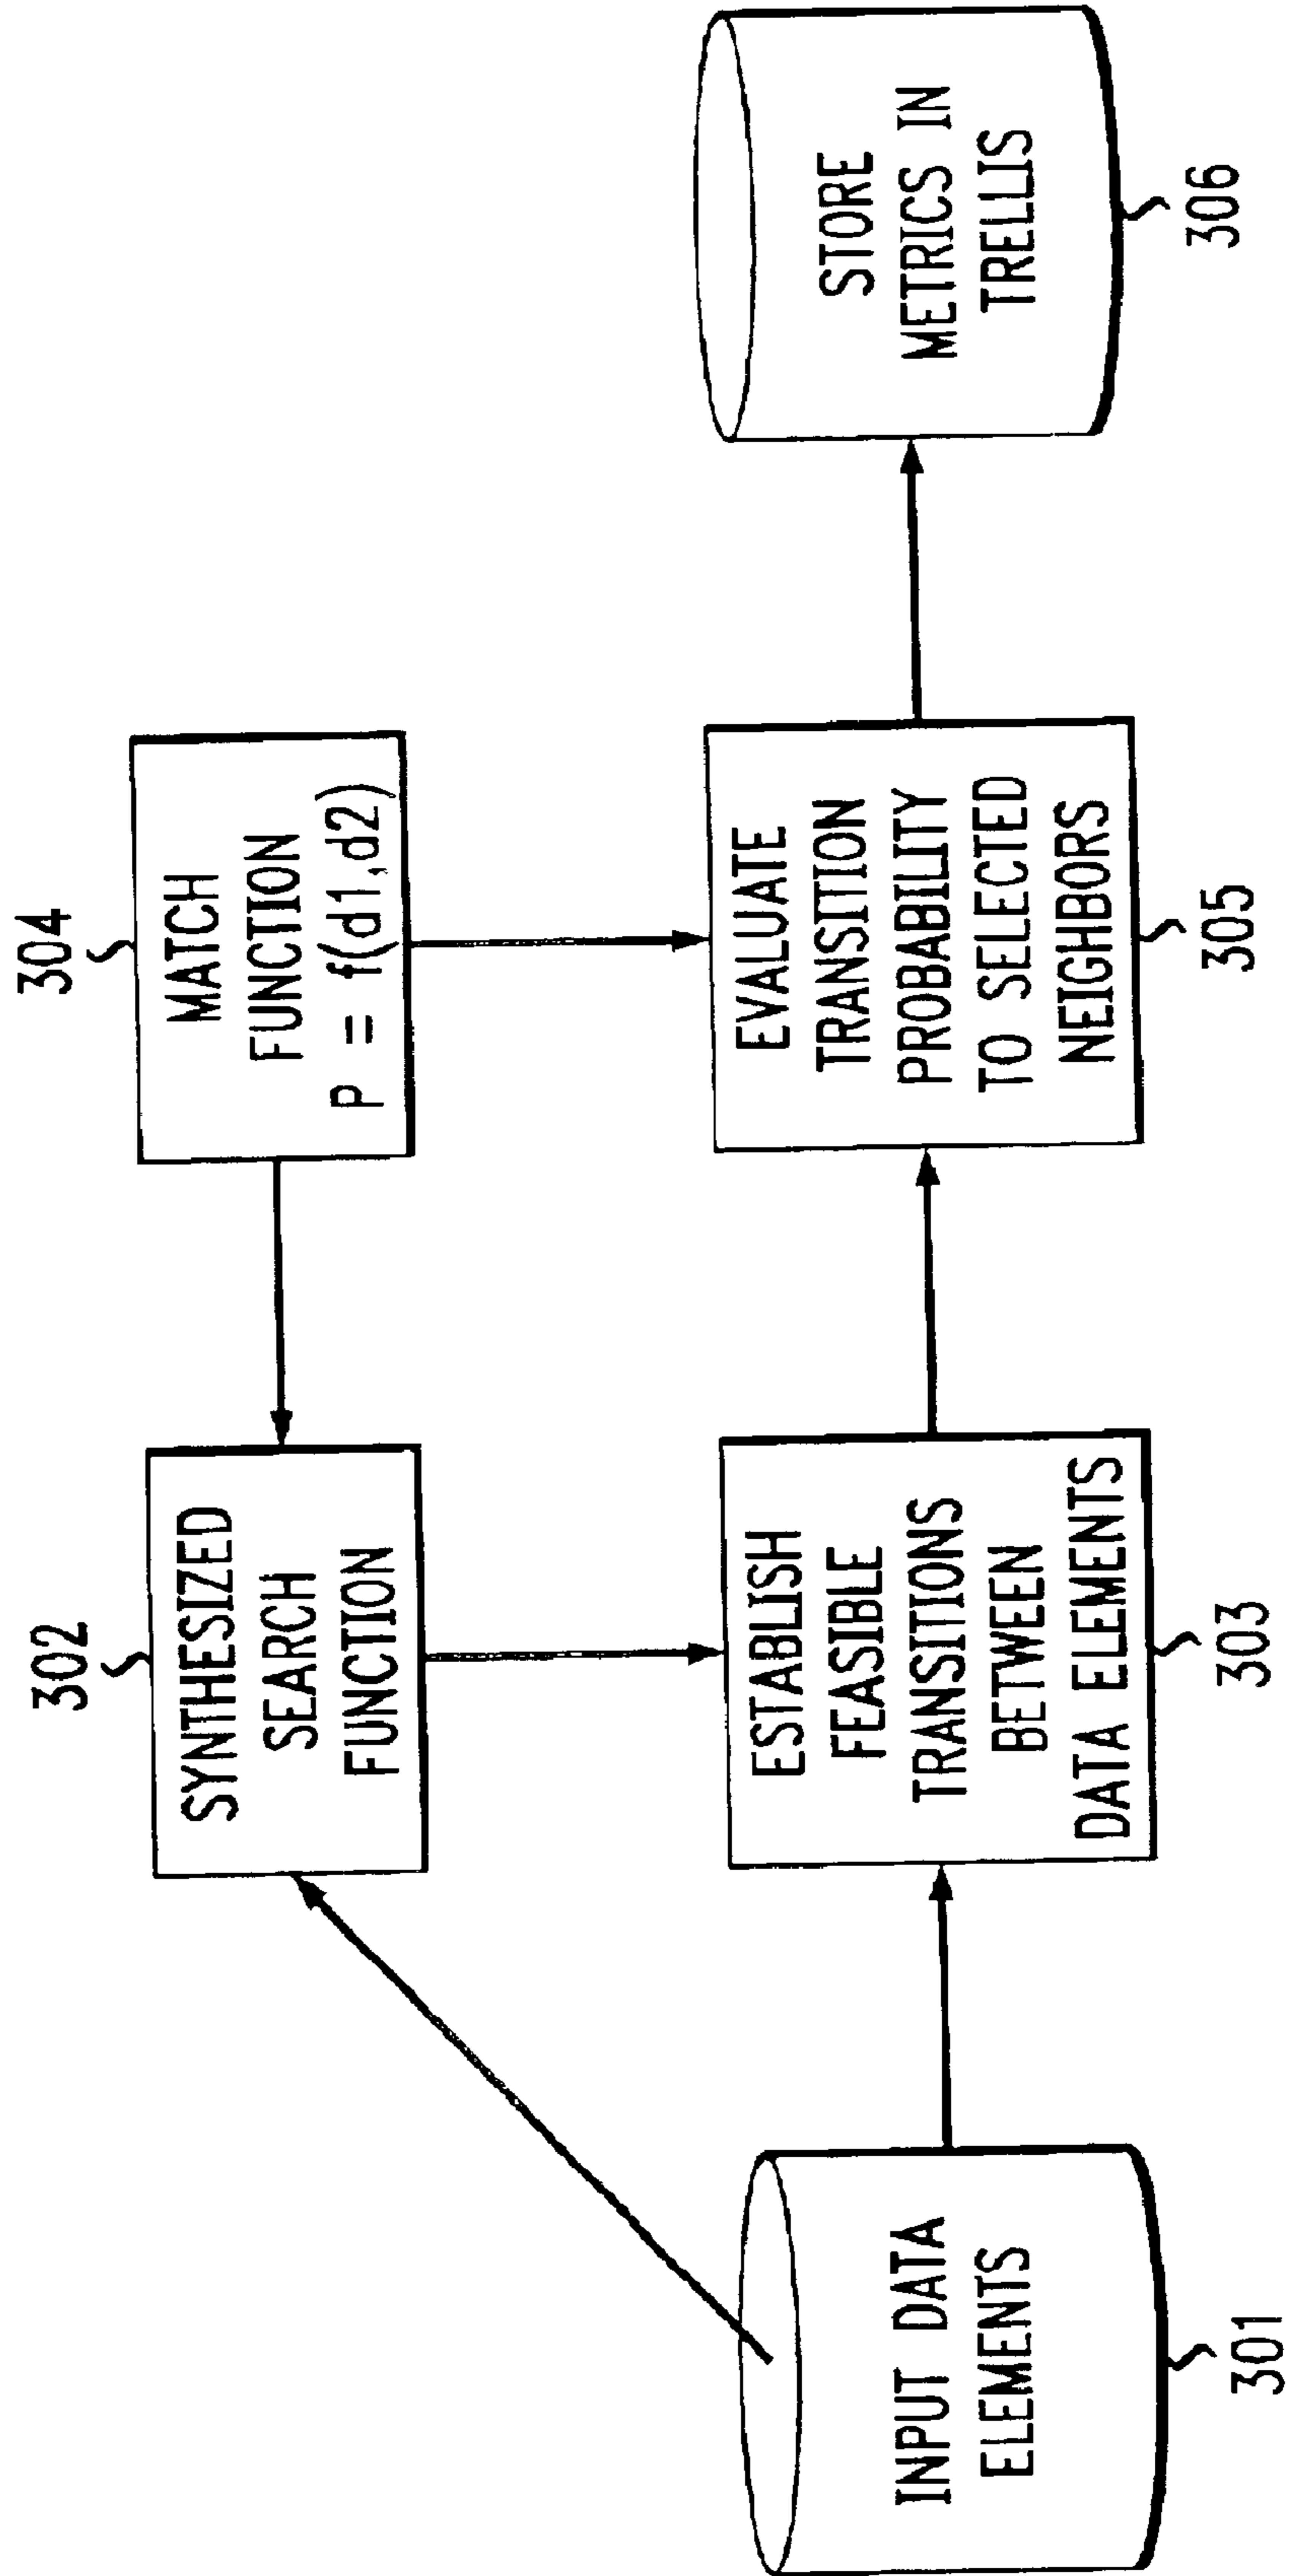 302
SYNTHESIZED
SEARCH
FUNCTION
304
MATCH
FUNCTION
P = f(d1,d2)
INPUT DATA
ELEMENTS
301
ESTABLISH
FEASIBLE
TRANSITIONS
BETWEEN
DATA ELEMENTS
303
EVALUATE
TRANSITION
PROBABILITY
TO SELECTED
NEIGHBORS
305
STORE
METRICS IN
TRELLIS
306